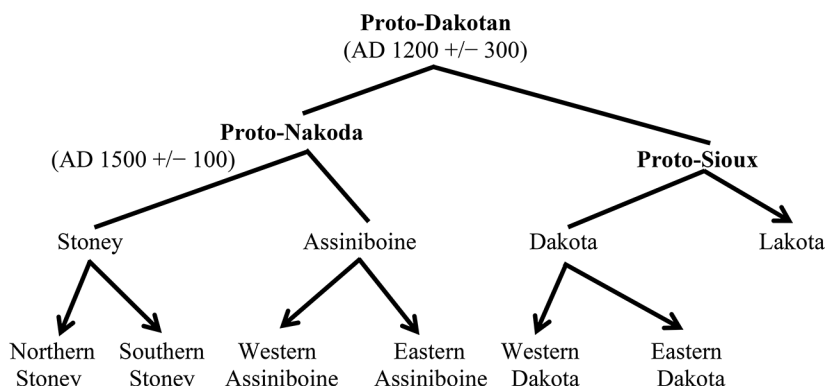 Proto-Dakotan
(AD 1200 +/− 300)
Proto-Nakoda
(AD 1500 +/− 100)
Proto-Sioux
Stoney
Assiniboine
Dakota
Lakota
Northern
Stoney
Southern
Stoney
Western
Assiniboine
Eastern
Assiniboine
Western
Dakota
Eastern
Dakota